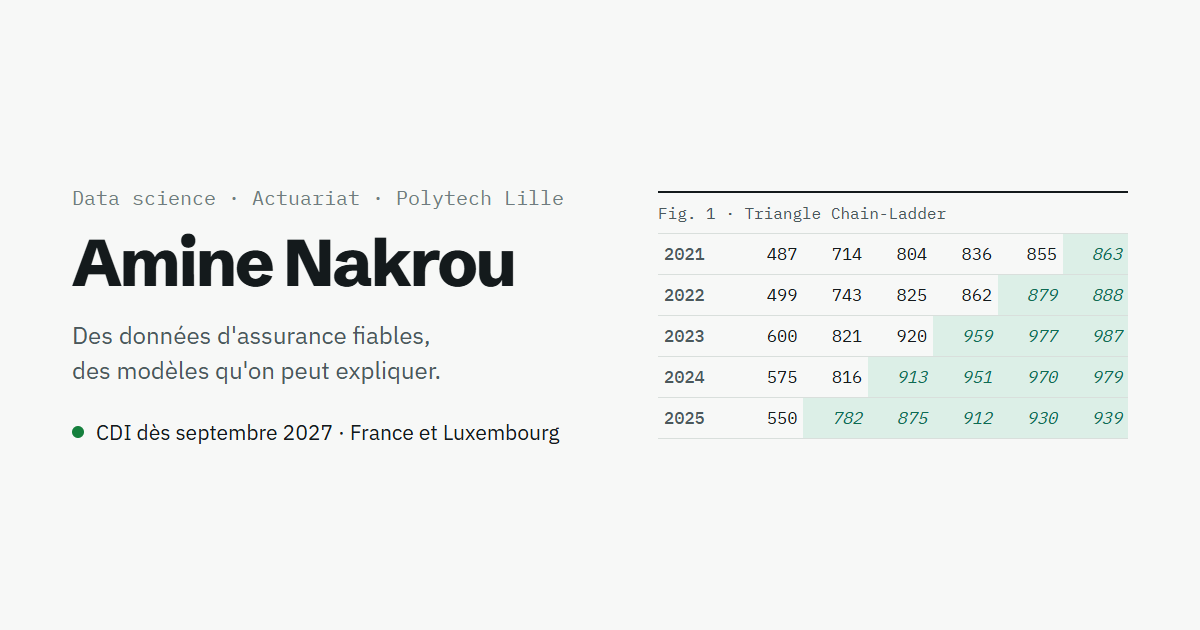 Data science · Actuariat · Polytech Lille
Amine Nakrou
Des données d'assurance fiables,
des modèles qu'on peut expliquer.
CDI dès septembre 2027 · France et Luxembourg
Fig. 1 · Triangle Chain-Ladder
2021 487 714 804 836 855 863
2022 499 743 825 862 879 888
2023 600 821 920 959 977 987
2024 575 816 913 951 970 979
2025 550 782 875 912 930 939